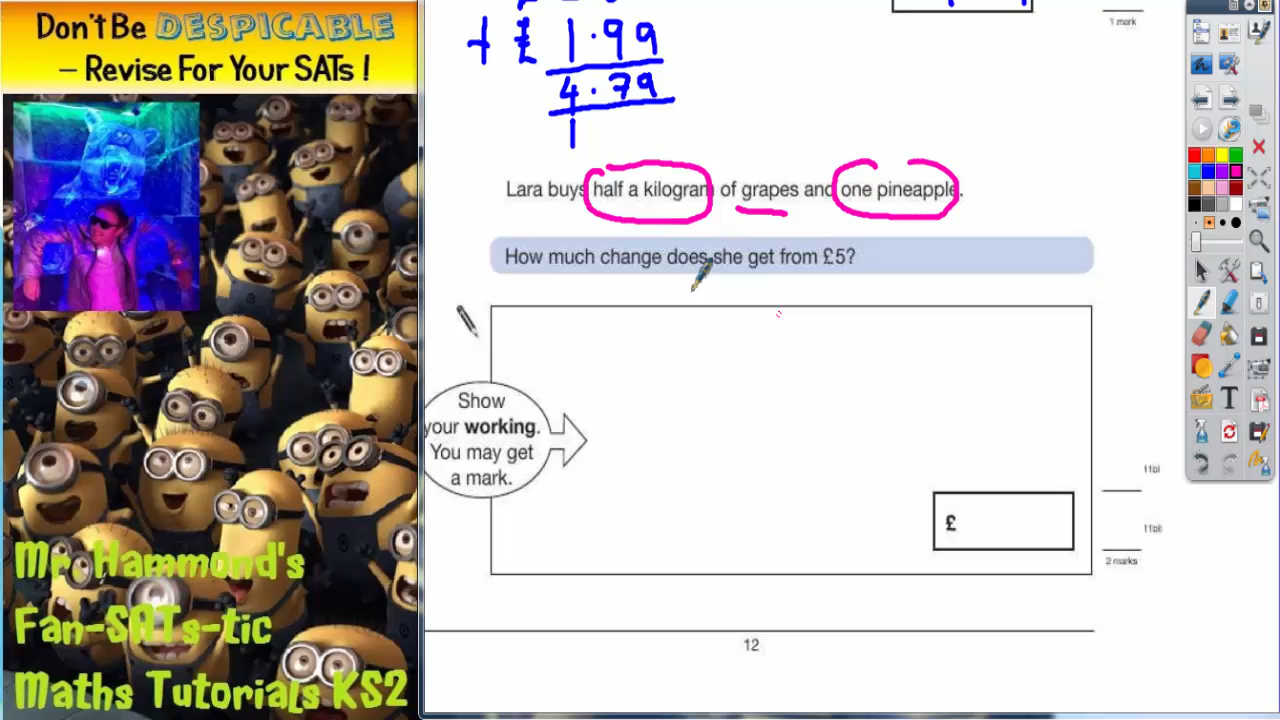 Don't Be DESPICABLE
– Revise For Your SATs !
+ £ 1.99
4.79
1
1 mark
Lara buys half a kilogram of grapes and one pineapple.
How much change does she get from £5?
Show
your working.
You may get
a mark.
£
11bi
11bii
2 marks
12
Mr Hammond's
Fan-SATs-tic
Maths Tutorials KS2